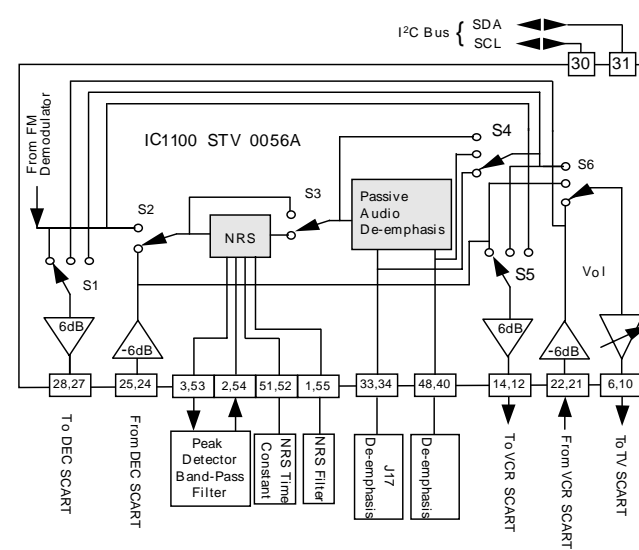 I²C Bus { SDA
SCL
30
31
From FM
Demodulator
IC1100 STV 0056A
S4
S6
S2
S3
Passive
Audio
De-emphasis
NRS
S1
S5
Vol
6dB
-6dB
6dB
-6dB
28,27
25,24
3,53
2,54
51,52
1,55
33,34
48,40
14,12
22,21
6,10
To DEC SCART
From DEC SCART
Peak
Detector
Band-Pass
Filter
NRS Time
Constant
NRS Filter
J17
De-emphasis
De-emphasis
To VCR SCART
From VCR SCART
To TV SCART